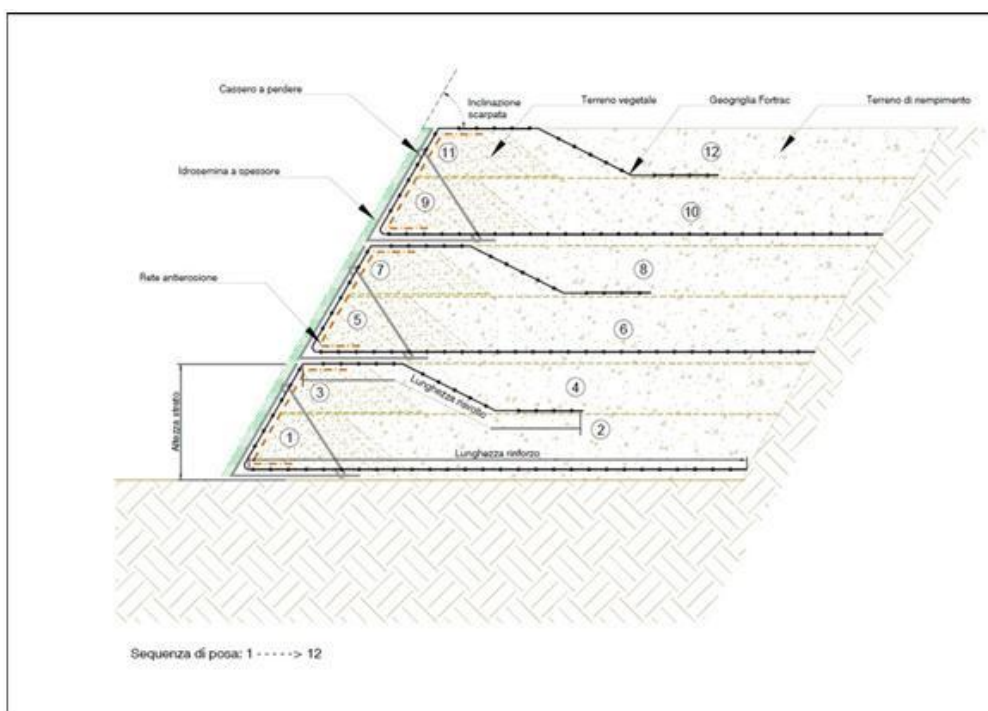 Cassero a perdere
Inclinazione
scarpata
Terreno vegetale
Geogriglia Fortrac
Terreno di riempimento
Idrosemina a spessore
Rete antierosione
Altezza strato
11
12
9
10
7
8
5
6
3
Lunghezza risvolto
4
1
2
Lunghezza rinforzo
Sequenza di posa: 1 - - - - -> 12